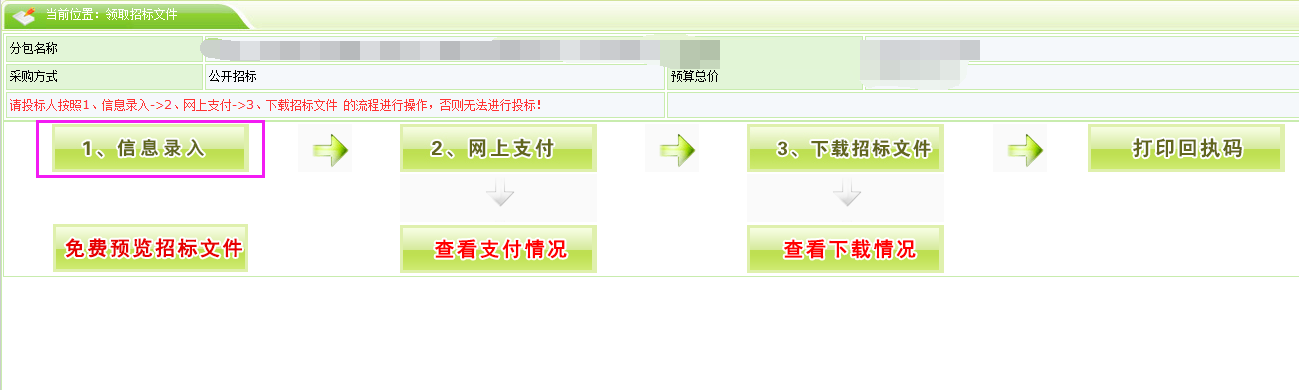 当前位置：领取招标文件
分包名称
采购方式 公开招标 预算总价
请投标人按照1、信息录入->2、网上支付->3、下载招标文件 的流程进行操作，否则无法进行投标！
1、信息录入 2、网上支付 3、下载招标文件 打印回执码
免费预览招标文件 查看支付情况 查看下载情况